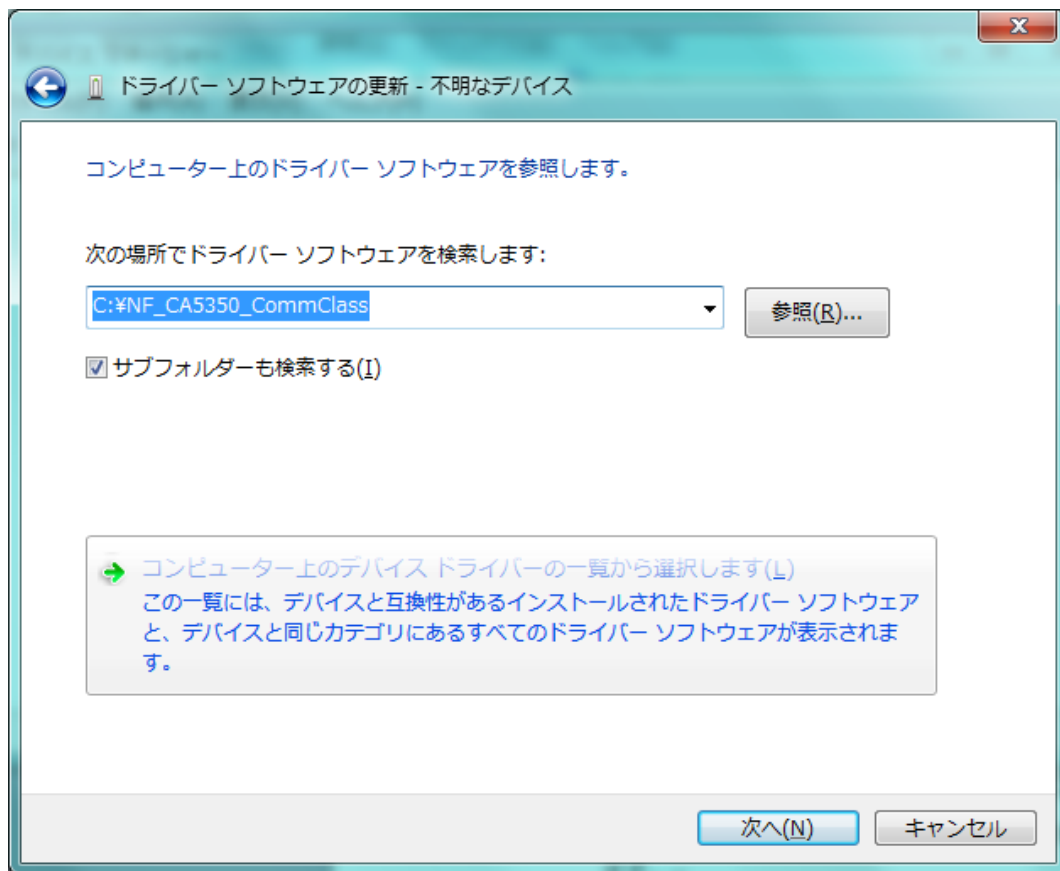 ドライバー ソフトウェアの更新 - 不明なデバイス
コンピューター上のドライバー ソフトウェアを参照します。
次の場所でドライバー ソフトウェアを検索します:
C:¥NF_CA5350_CommClass
参照(R)...
サブフォルダーも検索する(I)
コンピューター上のデバイス ドライバーの一覧から選択します(L)
この一覧には、デバイスと互換性があるインストールされたドライバー ソフトウェア
と、デバイスと同じカテゴリにあるすべてのドライバー ソフトウェアが表示されま
す。
次へ(N)
キャンセル